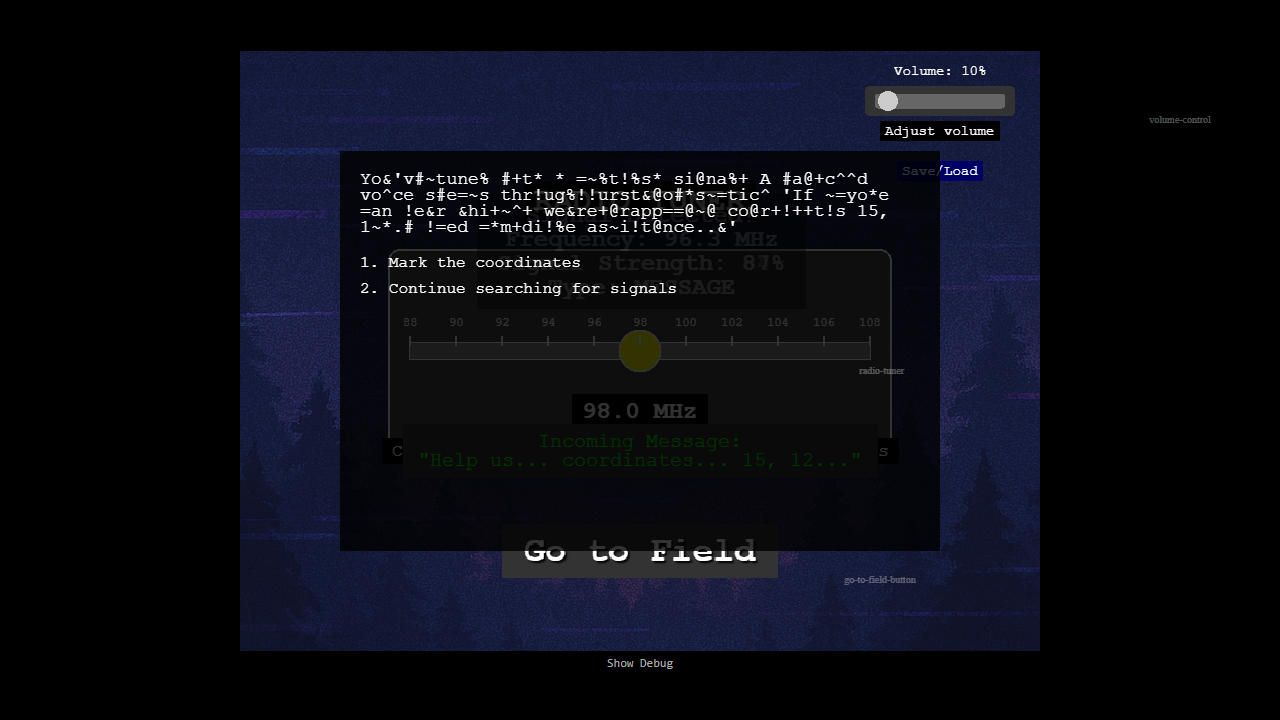 Volume: 10%
volume-control
Adjust volume
Save/Load
Yo&'v#~tune% #+t* * =~%t!%s* si@na%+ A #a@+c^^d
vo^ce s#e=~s thr!ug%!!urst&@o#*s~=tic^ 'If ~=yo*e
=an !e&r &hi+~^+ we&re+@rapp==@~@ co@r+!++t!s 15,
1~*.# !=ed =*m+di!%e as~i!t@nce..&'
Frequency: 96.3 MHz
1. Mark the coordinates
Signal Strength: 87%
2. Continue searching for signals
Type: MESSAGE
88 90 92 94 96 98 100 102 104 106 108
radio-tuner
98.0 MHz
Incoming Message:
"Help us... coordinates... 15, 12..."
Go to Field
go-to-field-button
Show Debug